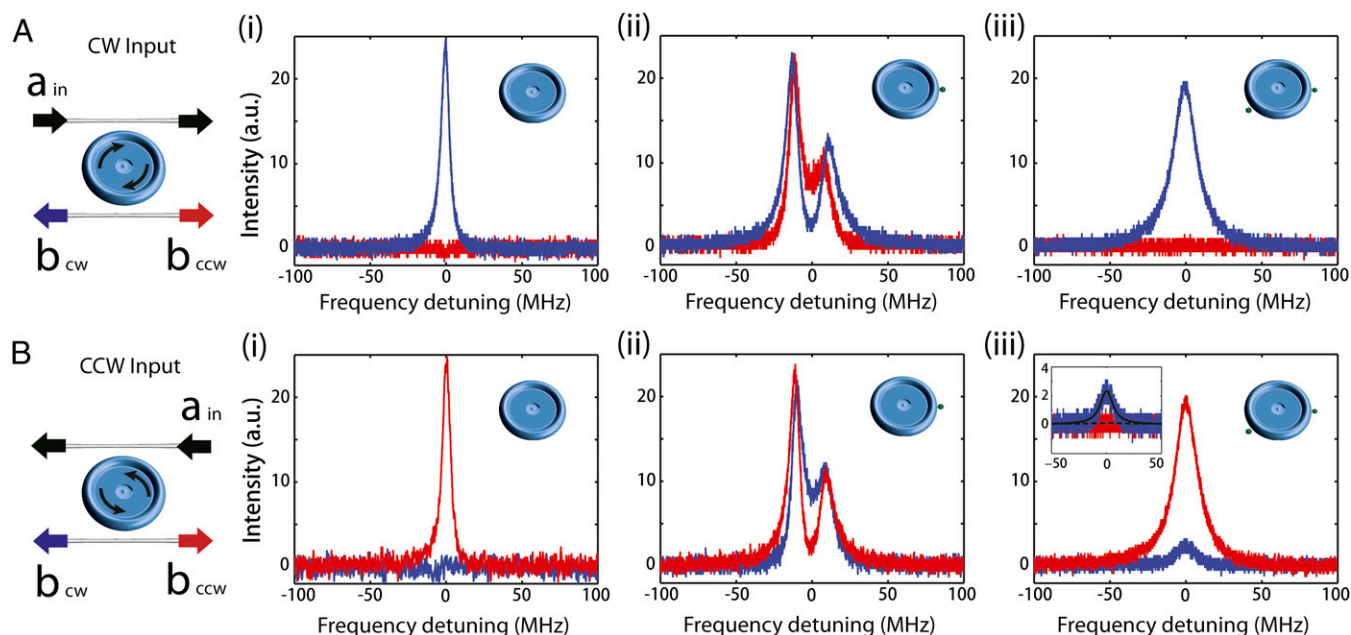 A
CW Input
a in
b cw
b ccw
(i)
Intensity (a.u.)
20
10
0
-100
-50
0
50
100
Frequency detuning (MHz)
(ii)
20
10
0
-100
-50
0
50
100
Frequency detuning (MHz)
(iii)
20
10
0
-100
-50
0
50
100
Frequency detuning (MHz)
B
CCW Input
a in
b cw
b ccw
(i)
Intensity (a.u.)
20
10
0
-100
-50
0
50
100
Frequency detuning (MHz)
(ii)
20
10
0
-100
-50
0
50
100
Frequency detuning (MHz)
(iii)
4
2
0
-50
0
50
20
10
0
-100
-50
0
50
100
Frequency detuning (MHz)